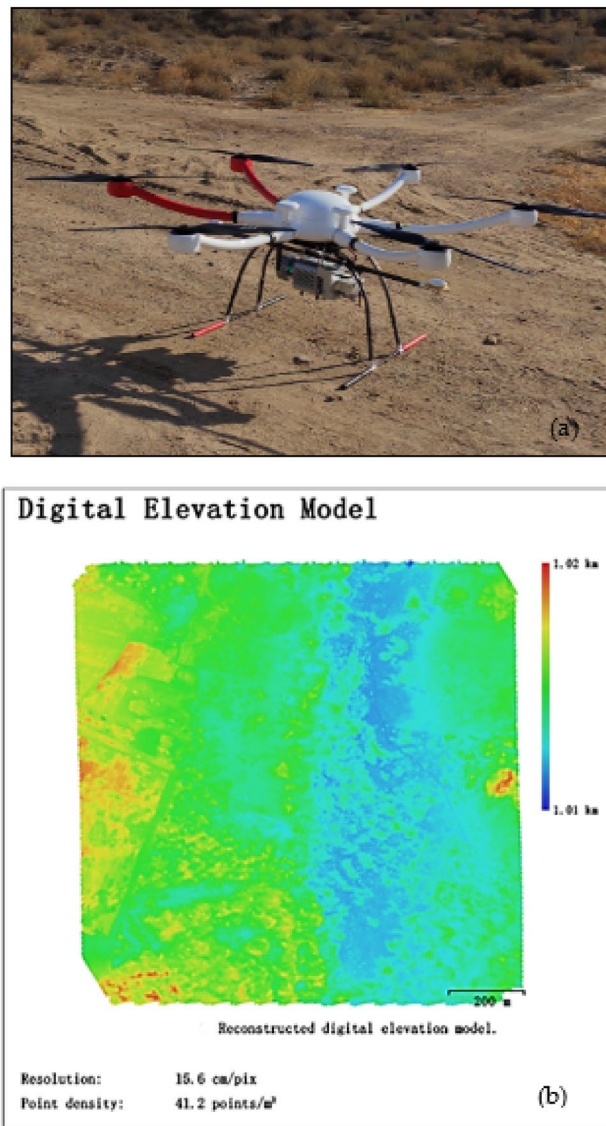 (a)
Digital Elevation Model
1.02 km
1.01 km
200 m
Reconstructed digital elevation model.
Resolution: 15.6 cm/pix
Point density: 41.2 points/m²
(b)